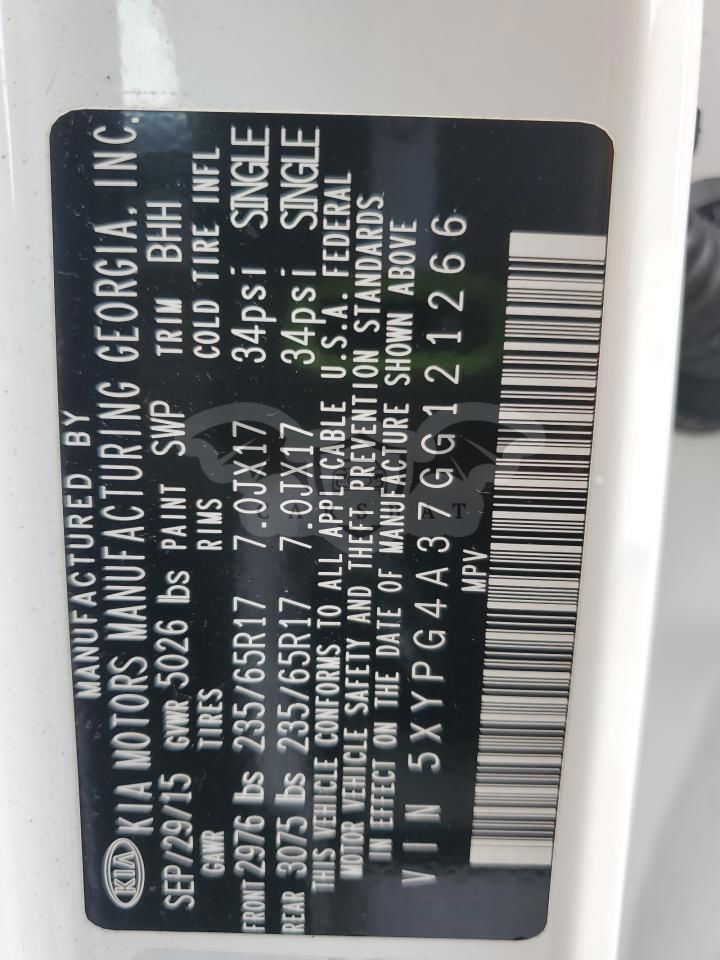 MANUFACTURED BY
KIA KIA MOTORS MANUFACTURING GEORGIA, INC.
SEP/29/15 GVWR 5026 lbs PAINT SWP TRIM BHH
GAWR TIRES RIMS COLD TIRE INFL
FRONT 2976 lbs 235/65R17 7.0JX17 34psi SINGLE
REAR 3075 lbs 235/65R17 7.0JX17 34psi SINGLE
THIS VEHICLE CONFORMS TO ALL APPLICABLE U.S.A. FEDERAL
MOTOR VEHICLE SAFETY AND THEFT PREVENTION STANDARDS
IN EFFECT ON THE DATE OF MANUFACTURE SHOWN ABOVE
VIN 5XYPG4A37GG121266
MPV